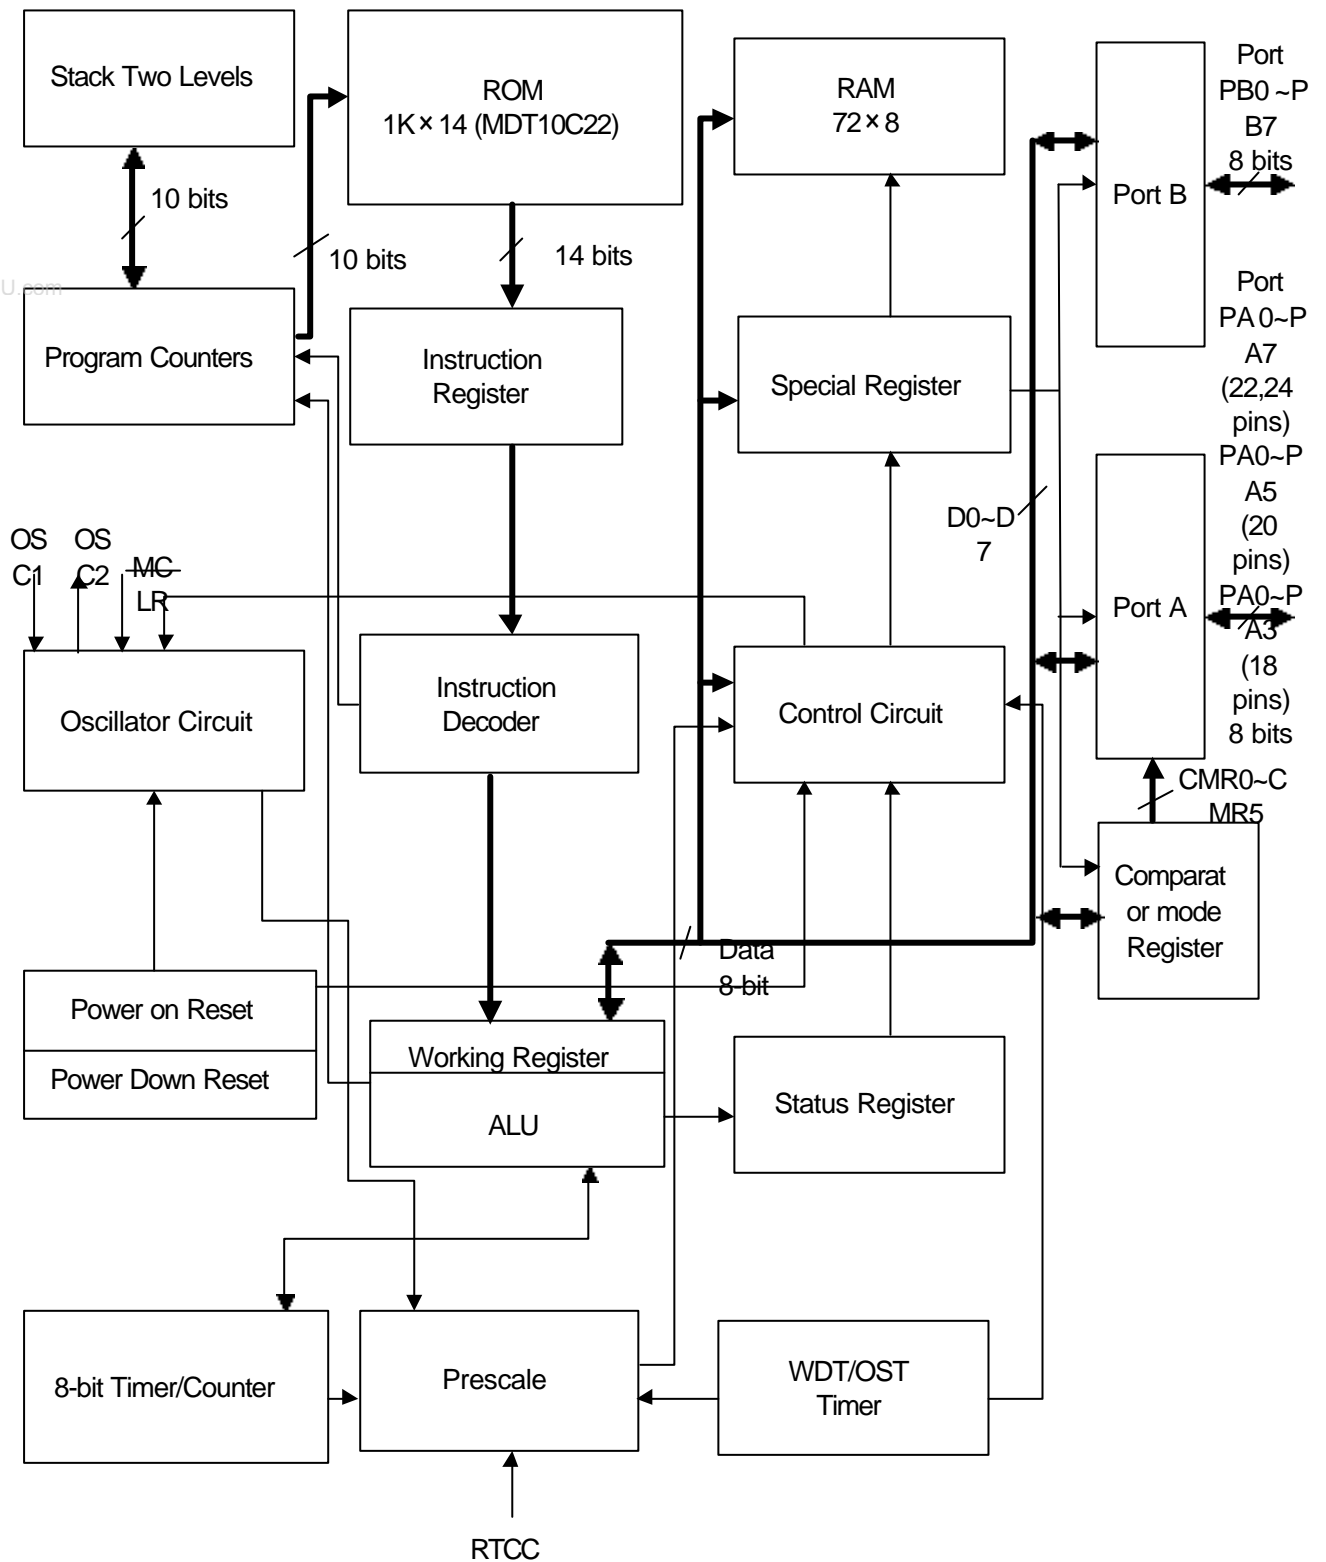 Stack Two Levels
ROM
1K × 14 (MDT10C22)
RAM
72 × 8
Port
PB0 ~P
B7
8 bits
Port B
10 bits
10 bits
14 bits
U.com
Program Counters
Instruction
Register
Special Register
Port
PA 0~P
A7
(22,24
pins)
PA0~P
A5
(20
pins)
PA0~P
A3
(18
pins)
8 bits
D0~D
7
OS
C1
OS
C2
MC
LR
Port A
Oscillator Circuit
Instruction
Decoder
Control Circuit
CMR0~C
MR5
Comparat
or mode
Register
Data
8-bit
Power on Reset
Power Down Reset
Working Register
ALU
Status Register
8-bit Timer/Counter
Prescale
WDT/OST
Timer
RTCC